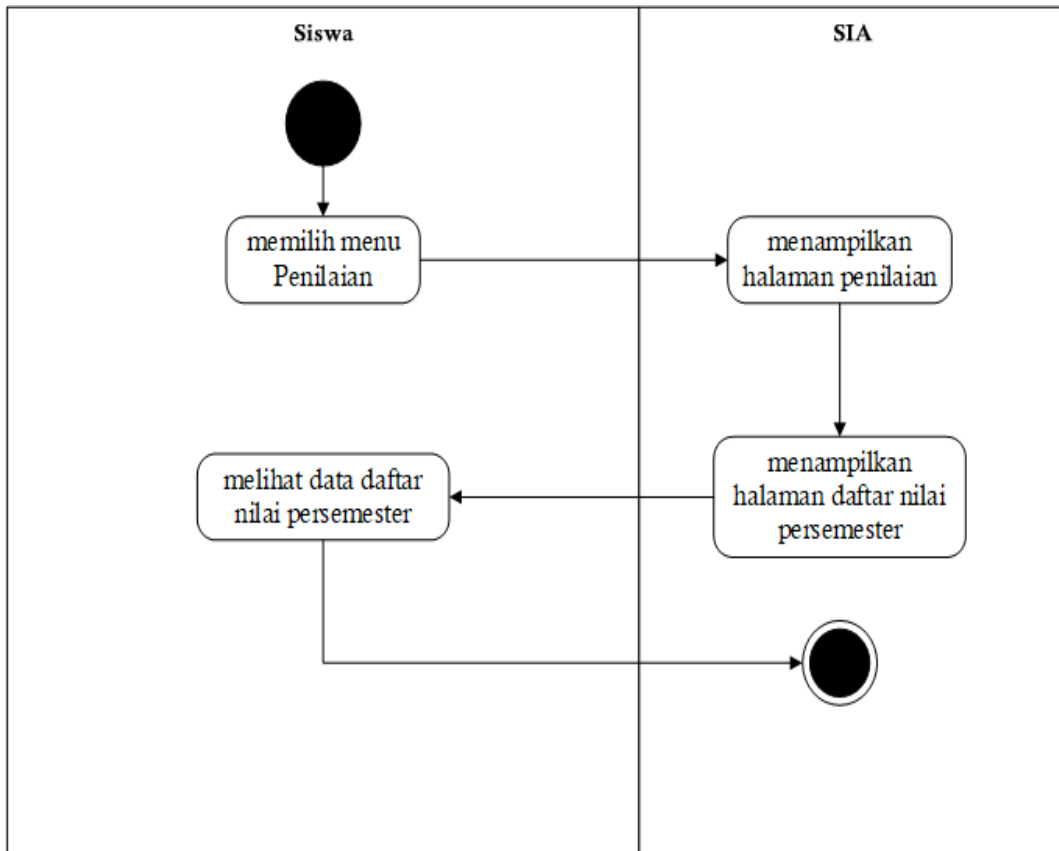 Siswa
SIA
memilih menu
Penilaian
menampilkan
halaman penilaian
menampilkan
halaman daftar nilai
persemester
melihat data daftar
nilai persemester